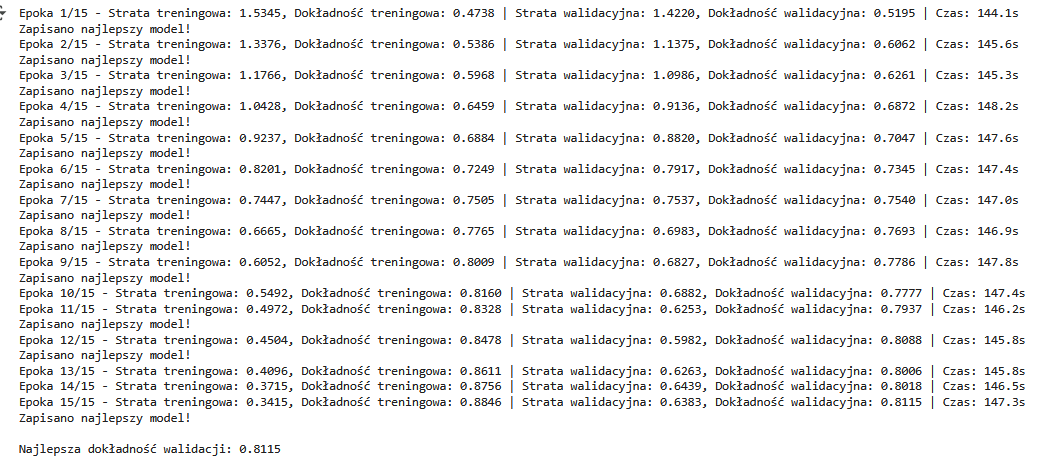 Epoka 1/15 - Strata treningowa: 1.5345, Dokładność treningowa: 0.4738 | Strata walidacyjna: 1.4220, Dokładność walidacyjna: 0.5195 | Czas: 144.1s
Zapisano najlepszy model!
Epoka 2/15 - Strata treningowa: 1.3376, Dokładność treningowa: 0.5386 | Strata walidacyjna: 1.1375, Dokładność walidacyjna: 0.6062 | Czas: 145.6s
Zapisano najlepszy model!
Epoka 3/15 - Strata treningowa: 1.1766, Dokładność treningowa: 0.5968 | Strata walidacyjna: 1.0986, Dokładność walidacyjna: 0.6261 | Czas: 145.3s
Zapisano najlepszy model!
Epoka 4/15 - Strata treningowa: 1.0428, Dokładność treningowa: 0.6459 | Strata walidacyjna: 0.9136, Dokładność walidacyjna: 0.6872 | Czas: 148.2s
Zapisano najlepszy model!
Epoka 5/15 - Strata treningowa: 0.9237, Dokładność treningowa: 0.6884 | Strata walidacyjna: 0.8820, Dokładność walidacyjna: 0.7047 | Czas: 147.6s
Zapisano najlepszy model!
Epoka 6/15 - Strata treningowa: 0.8201, Dokładność treningowa: 0.7249 | Strata walidacyjna: 0.7917, Dokładność walidacyjna: 0.7345 | Czas: 147.4s
Zapisano najlepszy model!
Epoka 7/15 - Strata treningowa: 0.7447, Dokładność treningowa: 0.7505 | Strata walidacyjna: 0.7537, Dokładność walidacyjna: 0.7540 | Czas: 147.0s
Zapisano najlepszy model!
Epoka 8/15 - Strata treningowa: 0.6665, Dokładność treningowa: 0.7765 | Strata walidacyjna: 0.6983, Dokładność walidacyjna: 0.7693 | Czas: 146.9s
Zapisano najlepszy model!
Epoka 9/15 - Strata treningowa: 0.6052, Dokładność treningowa: 0.8009 | Strata walidacyjna: 0.6827, Dokładność walidacyjna: 0.7786 | Czas: 147.8s
Zapisano najlepszy model!
Epoka 10/15 - Strata treningowa: 0.5492, Dokładność treningowa: 0.8160 | Strata walidacyjna: 0.6882, Dokładność walidacyjna: 0.7777 | Czas: 147.4s
Epoka 11/15 - Strata treningowa: 0.4972, Dokładność treningowa: 0.8328 | Strata walidacyjna: 0.6253, Dokładność walidacyjna: 0.7937 | Czas: 146.2s
Zapisano najlepszy model!
Epoka 12/15 - Strata treningowa: 0.4504, Dokładność treningowa: 0.8478 | Strata walidacyjna: 0.5982, Dokładność walidacyjna: 0.8088 | Czas: 145.8s
Zapisano najlepszy model!
Epoka 13/15 - Strata treningowa: 0.4096, Dokładność treningowa: 0.8611 | Strata walidacyjna: 0.6263, Dokładność walidacyjna: 0.8006 | Czas: 145.8s
Epoka 14/15 - Strata treningowa: 0.3715, Dokładność treningowa: 0.8756 | Strata walidacyjna: 0.6439, Dokładność walidacyjna: 0.8018 | Czas: 146.5s
Epoka 15/15 - Strata treningowa: 0.3415, Dokładność treningowa: 0.8846 | Strata walidacyjna: 0.6383, Dokładność walidacyjna: 0.8115 | Czas: 147.3s
Zapisano najlepszy model!
Najlepsza dokładność walidacji: 0.8115